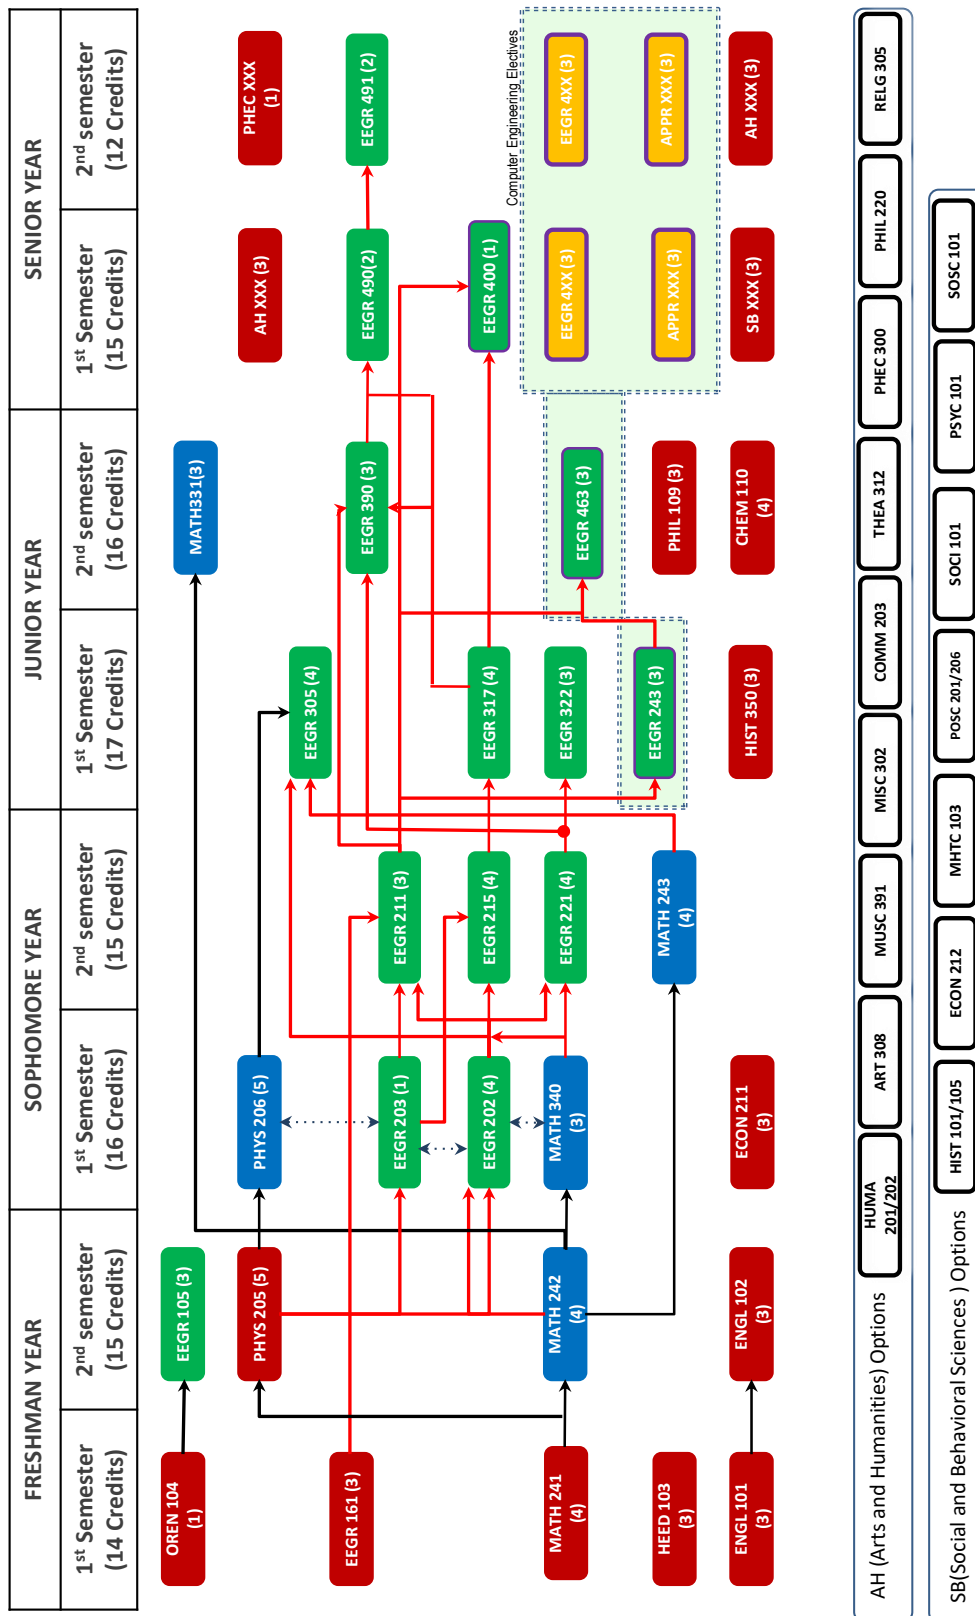 FRESHMAN YEAR
SOPHOMORE YEAR
JUNIOR YEAR
SENIOR YEAR
1st Semester
(14 Credits)
2nd semester
(15 Credits)
1st Semester
(16 Credits)
2nd semester
(15 Credits)
1st Semester
(17 Credits)
2nd semester
(16 Credits)
1st Semester
(15 Credits)
2nd semester
(12 Credits)
OREN 104
(1)
EEGR 161 (3)
MATH 241
(4)
HEED 103
(3)
ENGL 101
(3)
EEGR 105 (3)
PHYS 205 (5)
MATH 242
(4)
ENGL 102
(3)
PHYS 206 (5)
EEGR 203 (1)
EEGR 202 (4)
MATH 340
(3)
ECON 211
(3)
EEGR 211 (3)
EEGR 215 (4)
EEGR 221 (4)
MATH 243
(4)
EEGR 305 (4)
EEGR 317 (4)
EEGR 322 (3)
EEGR 243 (3)
HIST 350 (3)
MATH331(3)
EEGR 390 (3)
EEGR 463 (3)
PHIL 109 (3)
CHEM 110
(4)
AH XXX (3)
EEGR 490(2)
EEGR 400 (1)
EEGR 4XX (3)
APPR XXX(3)
SB XXX (3)
PHEC XXX
(1)
EEGR 491 (2)
Computer Engineering Electives
EEGR 4XX (3)
APPR XXX (3)
AH XXX (3)
AH (Arts and Humanities) Options
HUMA
201/202
ART 308
MUSC 391
MISC 302
COMM 203
THEA 312
PHEC 300
PHIL 220
RELG 305
SB(Social and Behavioral Sciences ) Options
HIST 101/105
ECON 212
MHTC 103
POSC 201/206
SOCI 101
PSYC 101
SOSC 101